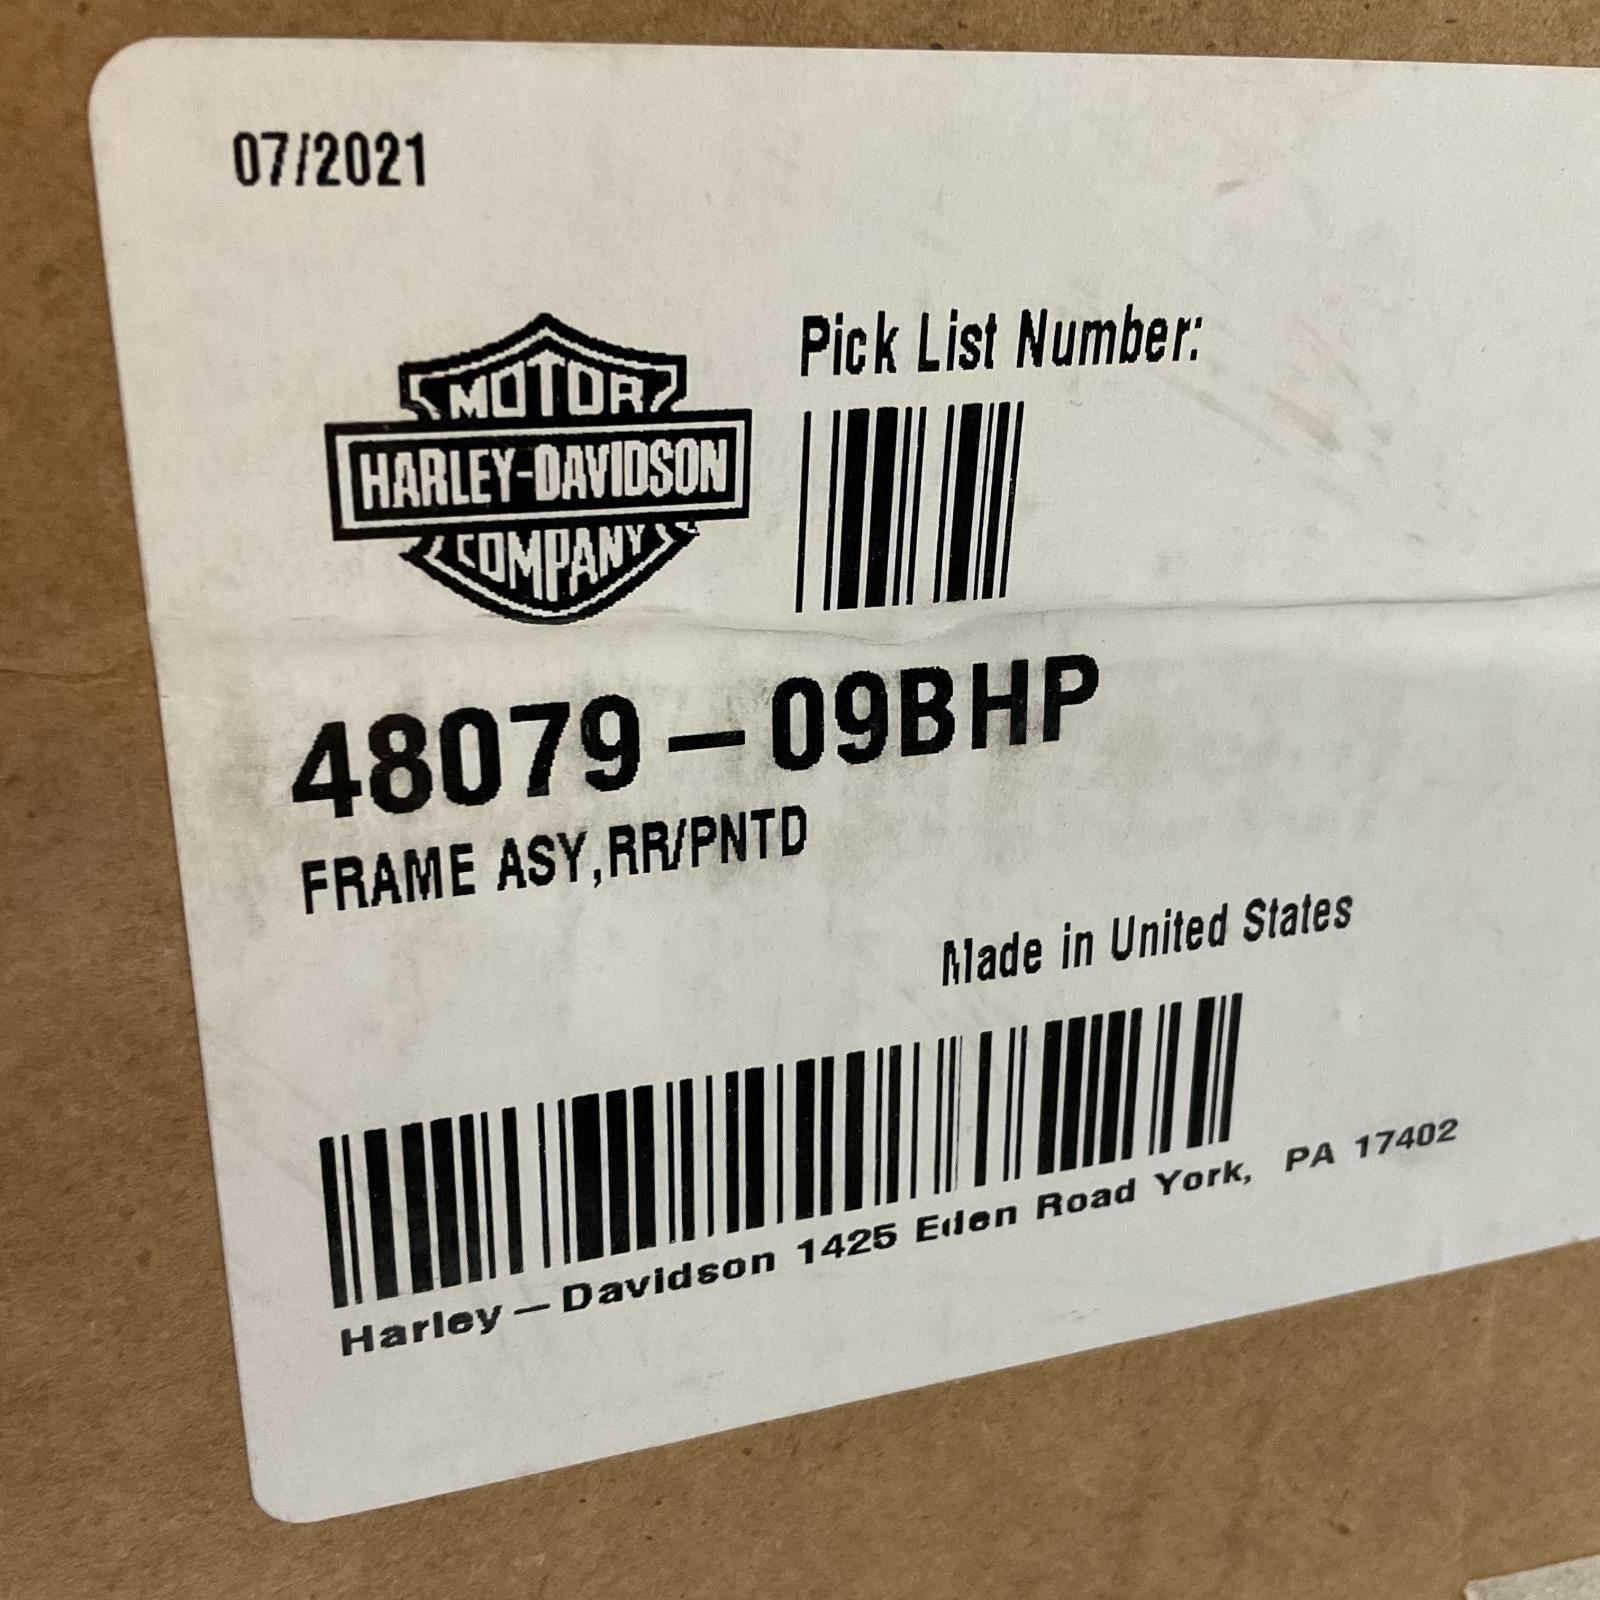 07/2021
MOTOR
HARLEY-DAVIDSON
COMPANY
Pick List Number:
48079-09BHP
FRAME ASY,RR/PNTD
Made in United States
Harley-Davidson 1425 Eden Road York, PA 17402